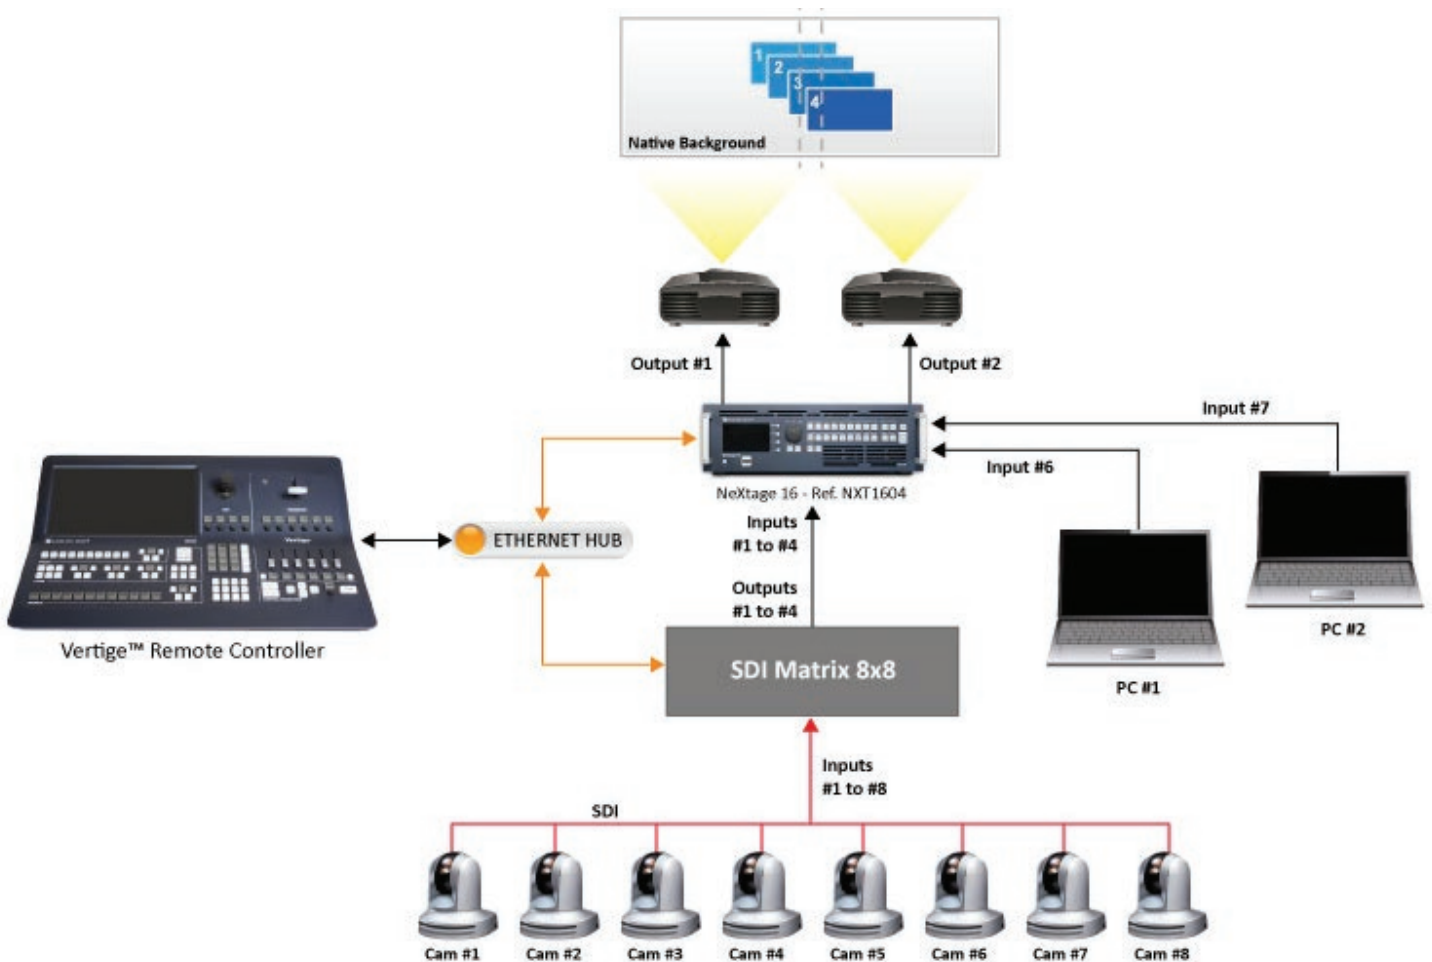 1
2
3
4
Native Background
Output #1
Output #2
Input #7
Input #6
NeXtage 16 - Ref. NXT1604
Inputs
#1 to #4
ETHERNET HUB
Outputs
#1 to #4
Vertige
Vertige™ Remote Controller
SDI Matrix 8x8
PC #2
PC #1
Inputs
#1 to #8
SDI
Cam #1
Cam #2
Cam #3
Cam #4
Cam #5
Cam #6
Cam #7
Cam #8